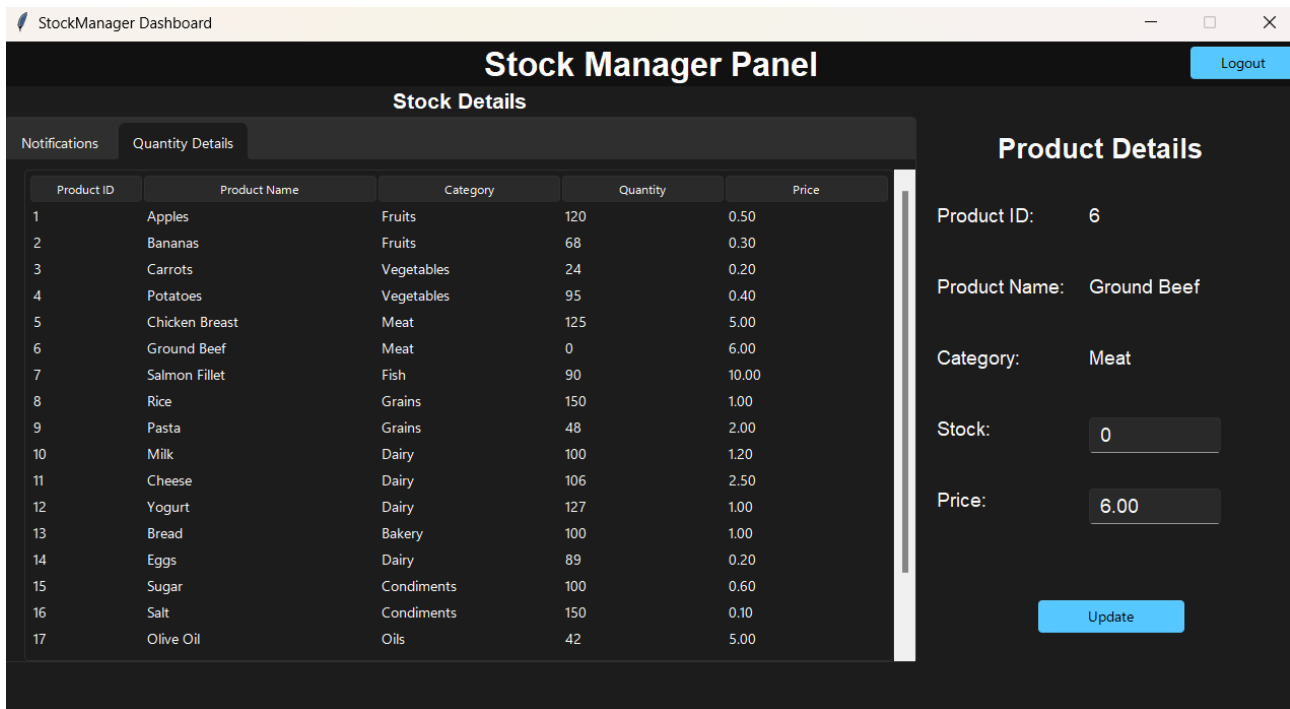 StockManager Dashboard
Stock Manager Panel
Logout
Stock Details
Notifications Quantity Details
Product ID Product Name Category Quantity Price
1 Apples Fruits 120 0.50
2 Bananas Fruits 68 0.30
3 Carrots Vegetables 24 0.20
4 Potatoes Vegetables 95 0.40
5 Chicken Breast Meat 125 5.00
6 Ground Beef Meat 0 6.00
7 Salmon Fillet Fish 90 10.00
8 Rice Grains 150 1.00
9 Pasta Grains 48 2.00
10 Milk Dairy 100 1.20
11 Cheese Dairy 106 2.50
12 Yogurt Dairy 127 1.00
13 Bread Bakery 100 1.00
14 Eggs Dairy 89 0.20
15 Sugar Condiments 100 0.60
16 Salt Condiments 150 0.10
17 Olive Oil Oils 42 5.00
Product Details
Product ID: 6
Product Name: Ground Beef
Category: Meat
Stock: 0
Price: 6.00
Update